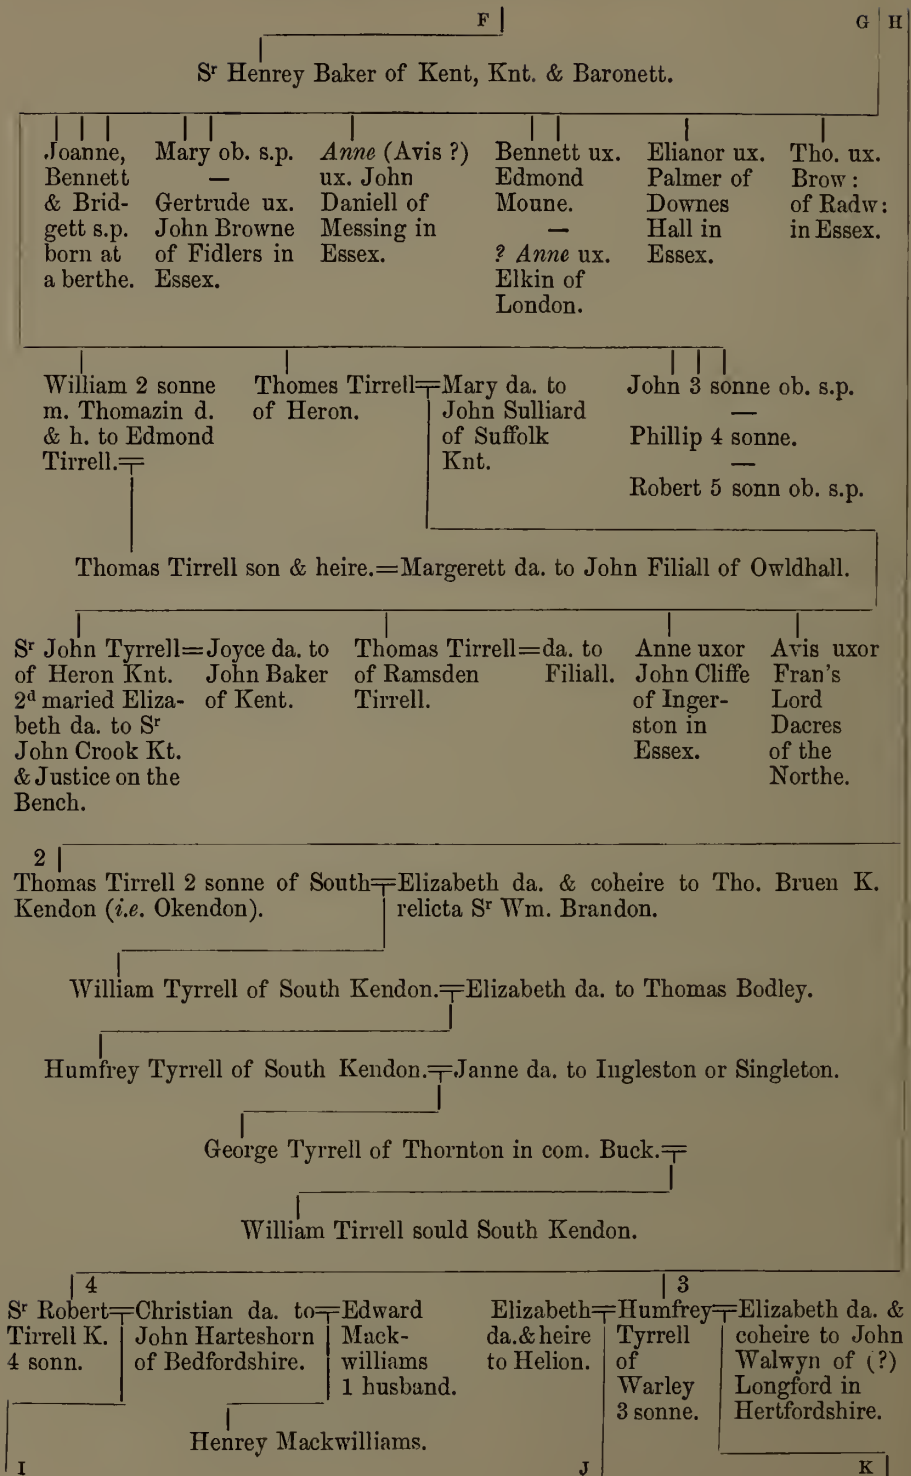 F G H
Sr Henrey Baker of Kent, Knt. & Baronett.
Joanne,
Bennett
& Brid-
gett s.p.
born at
a berthe.
Mary ob. s.p.
—
Gertrude ux.
John Browne
of Fidlers in
Essex.
Anne (Avis ?)
ux. John
Daniell of
Messing in
Essex.
Bennett ux.
Edmond
Moune.
—
? Anne ux.
Elkin of
London.
Elianor ux.
Palmer of
Downes
Hall in
Essex.
Tho. ux.
Brow :
of Radw:
in Essex.
William 2 sonne
m. Thomazin d.
& h. to Edmond
Tirrell.=
Thomes Tirrell=
of Heron.
Mary da. to
John Sulliard
of Suffolk
Knt.
John 3 sonne ob. s.p.
—
Phillip 4 sonne.
—
Robert 5 sonn ob. s.p.
Thomas Tirrell son & heire.=Margerett da. to John Filiall of Owldhall.
Sr John Tyrrell=
of Heron Knt.
2d maried Eliza-
beth da. to Sr
John Crook Kt.
& Justice on the
Bench.
Joyce da. to
John Baker
of Kent.
Thomas Tirrell=
of Ramsden
Tirrell.
da. to
Filiall.
Anne uxor
John Cliffe
of Inger-
ston in
Essex.
Avis uxor
Fran's
Lord
Dacres
of the
Northe.
2
Thomas Tirrell 2 sonne of South=Elizabeth da. & coheire to Tho. Bruen K.
Kendon (i.e. Okendon). relicta Sr Wm. Brandon.
William Tyrrell of South Kendon.=Elizabeth da. to Thomas Bodley.
Humfrey Tyrrell of South Kendon.=Janne da. to Ingleston or Singleton.
George Tyrrell of Thornton in com. Buck.=
William Tirrell sould South Kendon.
4 3
Sr Robert=
Tirrell K.
4 sonn.
Christian da. to=
John Harteshorn
of Bedfordshire.
Edward
Mack-
williams
1 husband.
Elizabeth=
da. & heire
to Helion.
Humfrey=
Tyrrell
of
Warley
3 sonne.
Elizabeth da. &
coheire to John
Walwyn of (?)
Longford in
Hertfordshire.
Henrey Mackwilliams.
I J K